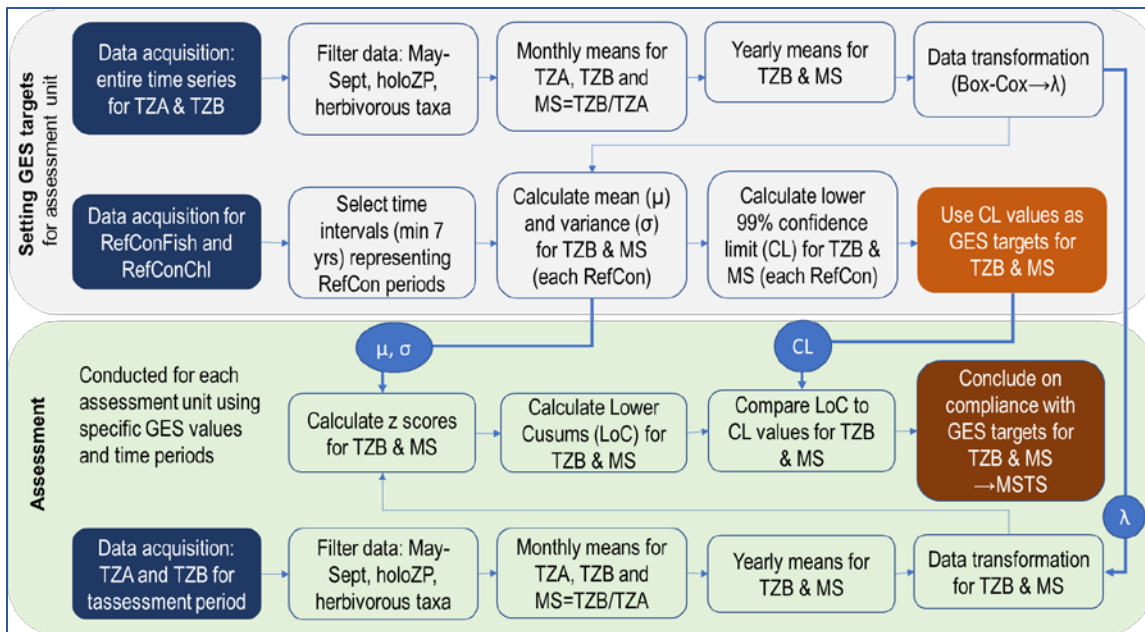 Setting GES targets
for assessment unit
Data acquisition:
entire time series
for TZA & TZB
Filter data: May-
Sept, holoZP,
herbivorous taxa
Monthly means for
TZA, TZB and
MS=TZB/TZA
Yearly means for
TZB & MS
Data transformation
(Box-Cox→λ)
Data acquisition for
RefConFish and
RefConChl
Select time
intervals (min 7
yrs) representing
RefCon periods
Calculate mean (μ)
and variance (σ)
for TZB & MS
(each RefCon)
Calculate lower
99% confidence
limit (CL) for TZB &
MS (each RefCon)
Use CL values as
GES targets for
TZB & MS
μ, σ
CL
λ
Assessment
Conducted for each
assessment unit using
specific GES values
and time periods
Calculate z scores
for TZB & MS
Calculate Lower
Cusums (LoC) for
TZB & MS
Compare LoC to
CL values for TZB
& MS
Conclude on
compliance with
GES targets for
TZB & MS
→MSTS
Data acquisition:
TZA and TZB for
tassessment period
Filter data: May-
Sept, holoZP,
herbivorous taxa
Monthly means for
TZA, TZB and
MS=TZB/TZA
Yearly means for
TZB & MS
Data transformation
for TZB & MS